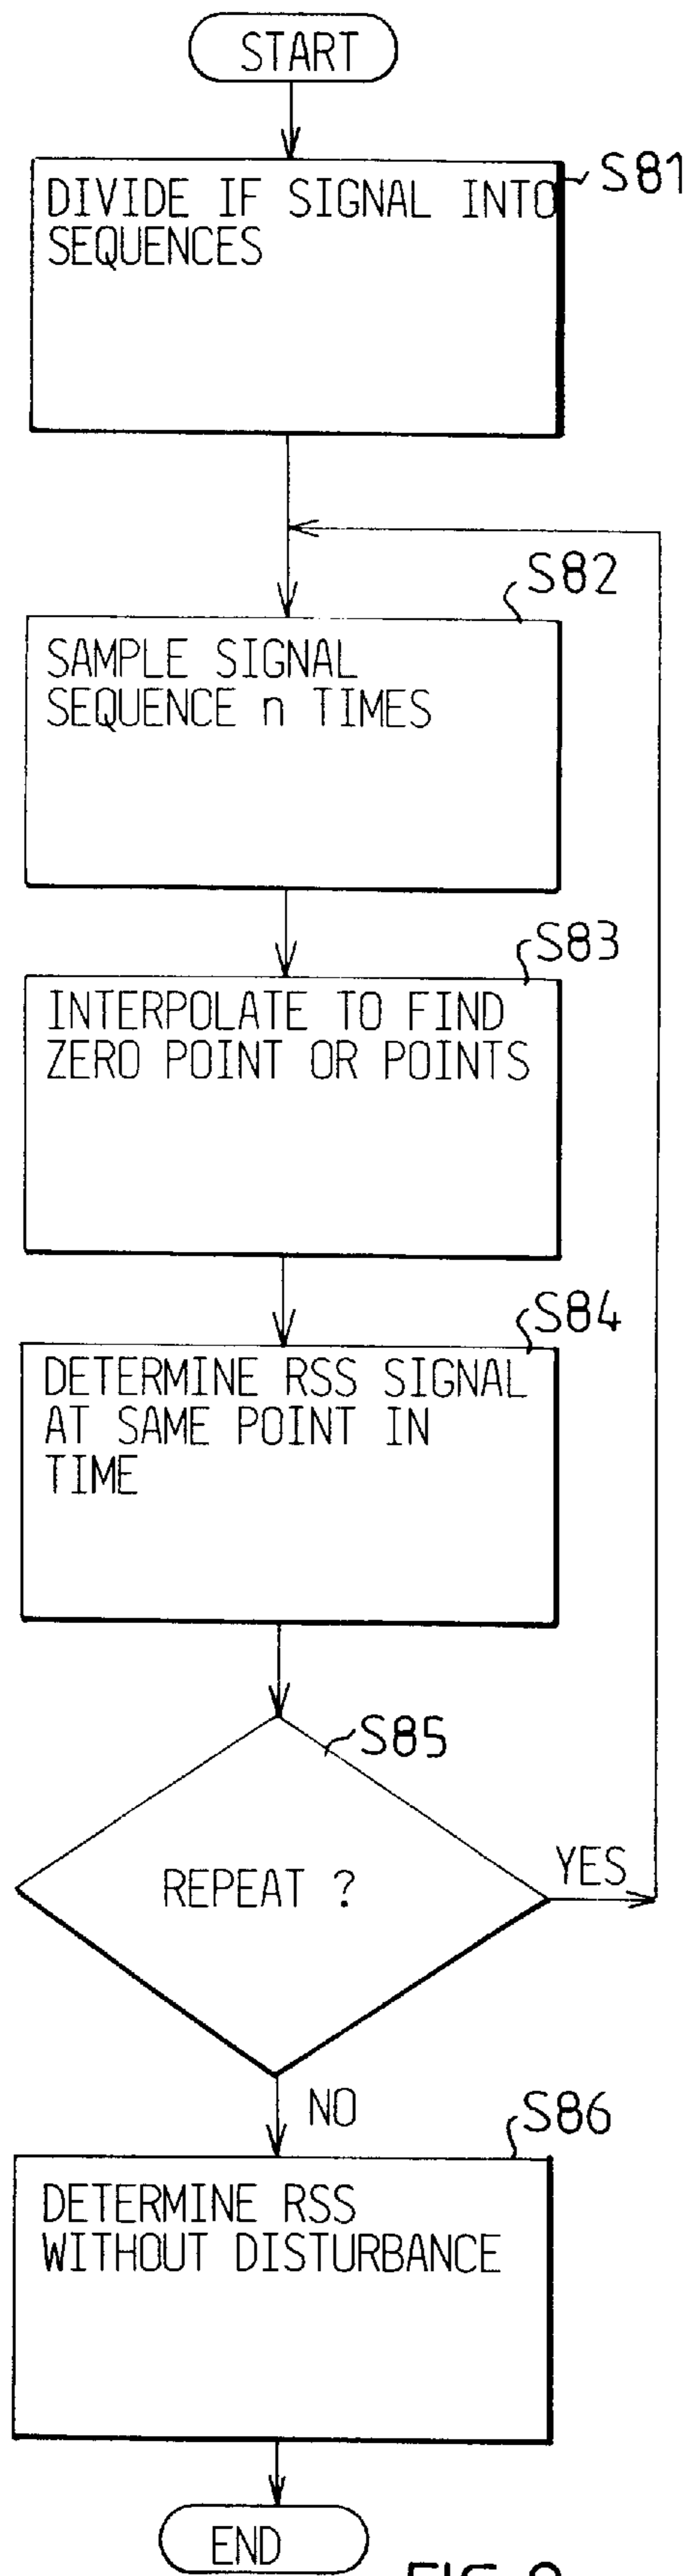 START
S81
DIVIDE IF SIGNAL INTO
SEQUENCES
S82
SAMPLE SIGNAL
SEQUENCE n TIMES
S83
INTERPOLATE TO FIND
ZERO POINT OR POINTS
S84
DETERMINE RSS SIGNAL
AT SAME POINT IN
TIME
S85
REPEAT ?
YES
NO
S86
DETERMINE RSS
WITHOUT DISTURBANCE
END